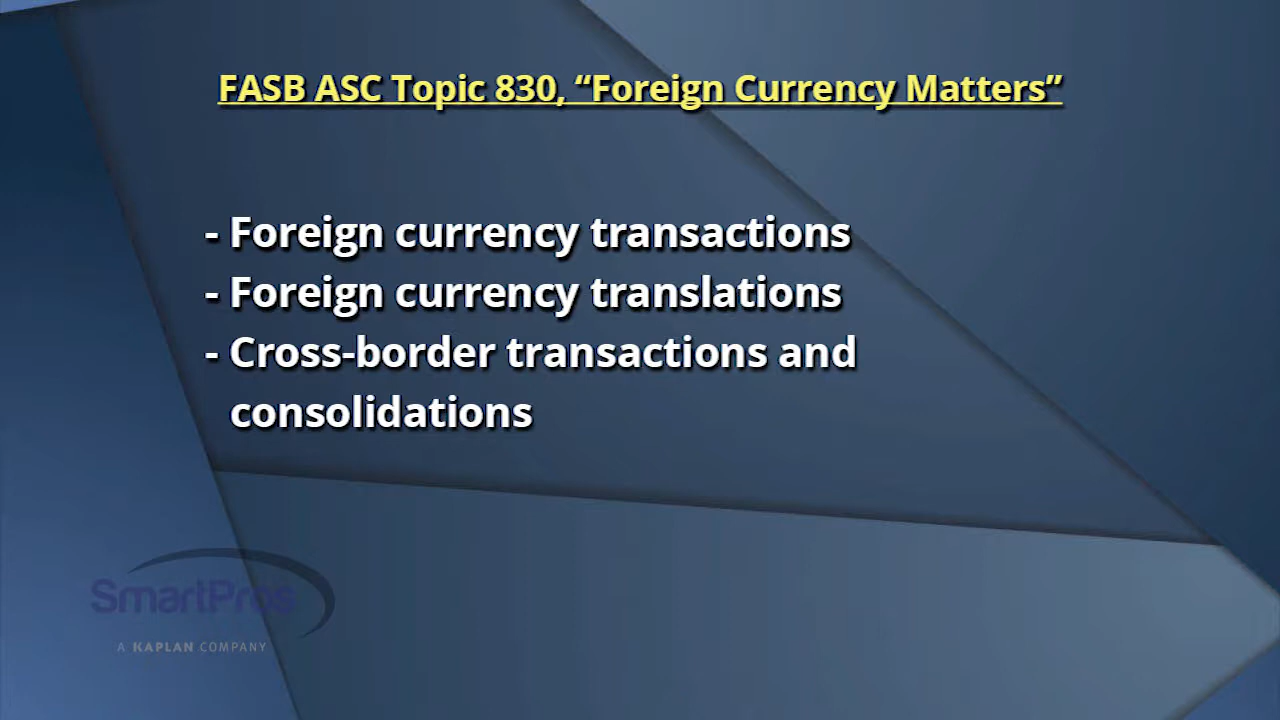 FASB ASC Topic 830, “Foreign Currency Matters”
- Foreign currency transactions
- Foreign currency translations
- Cross-border transactions and
consolidations
SmartPros
A KAPLAN COMPANY